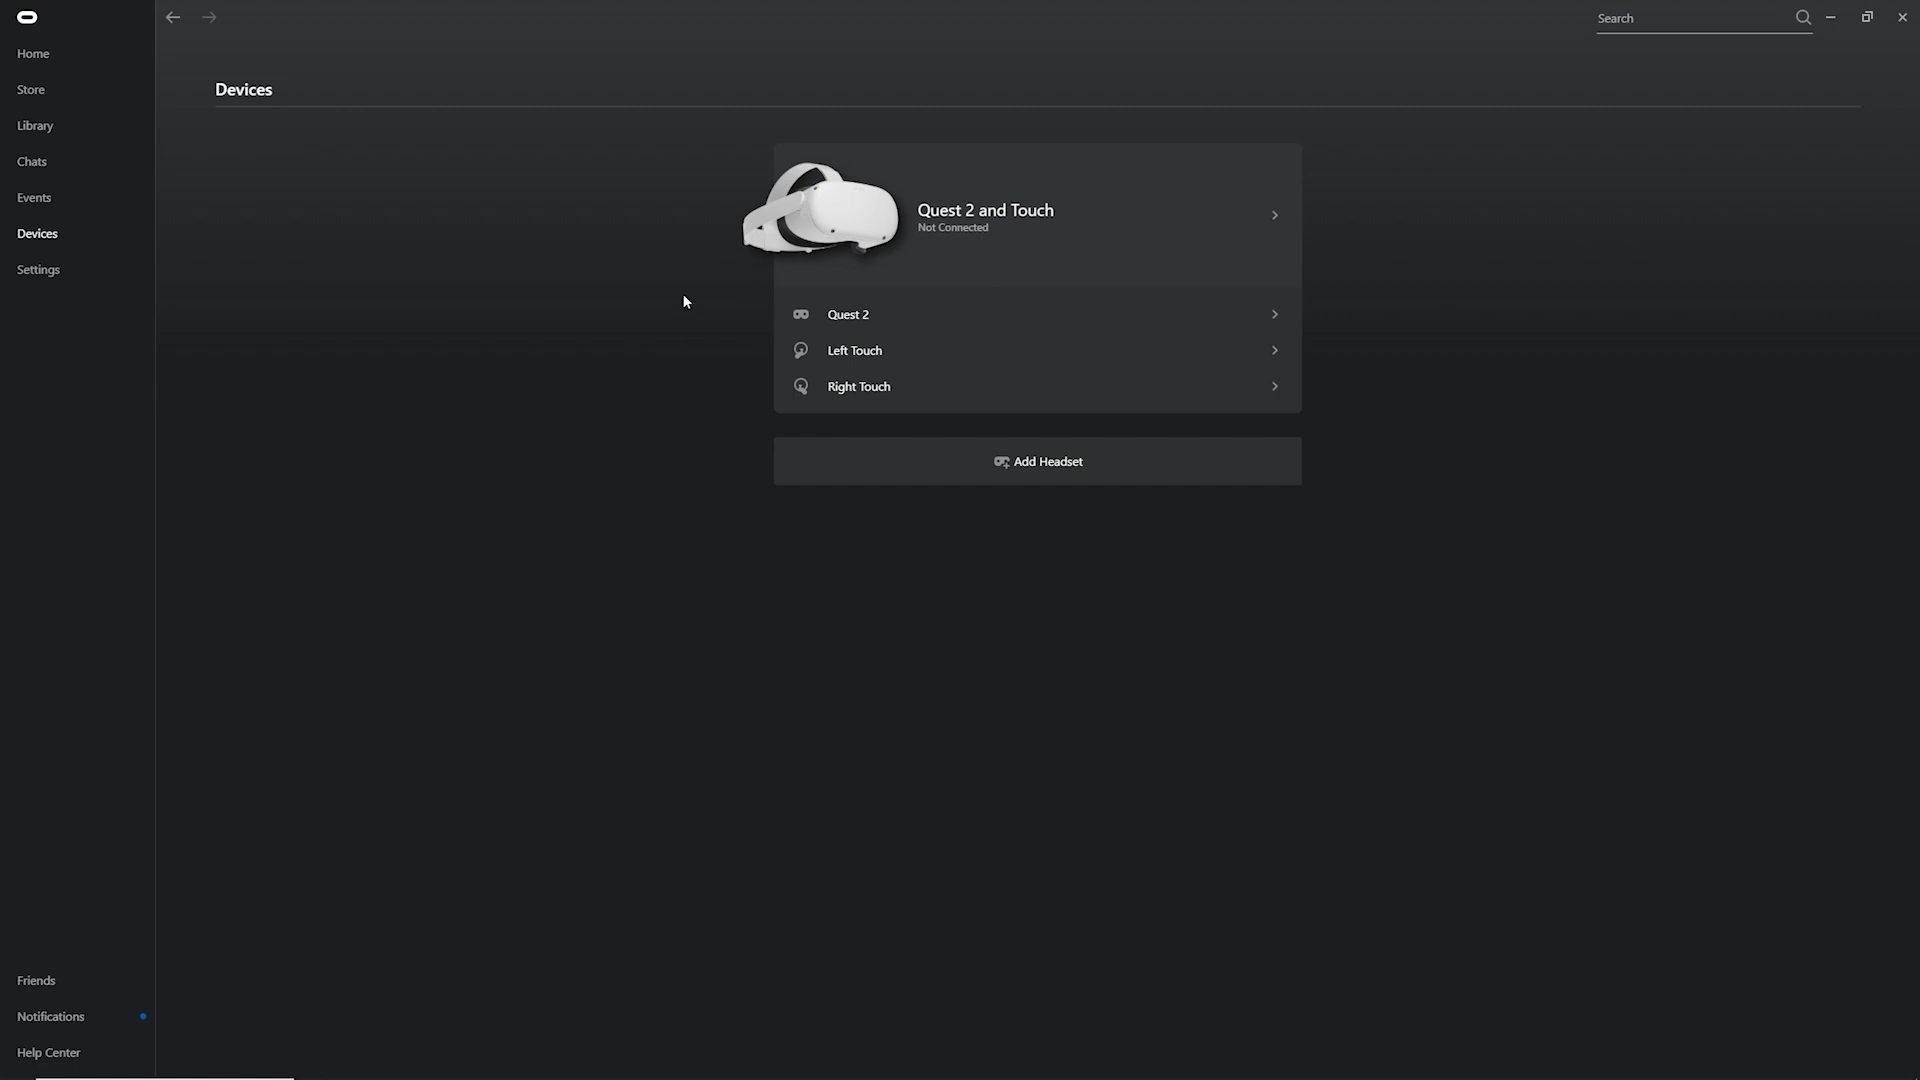 Search
Home
Store
Library
Chats
Events
Devices
Settings
Friends
Notifications
Help Center
Devices
Quest 2 and Touch
Not Connected
Quest 2
Left Touch
Right Touch
Add Headset